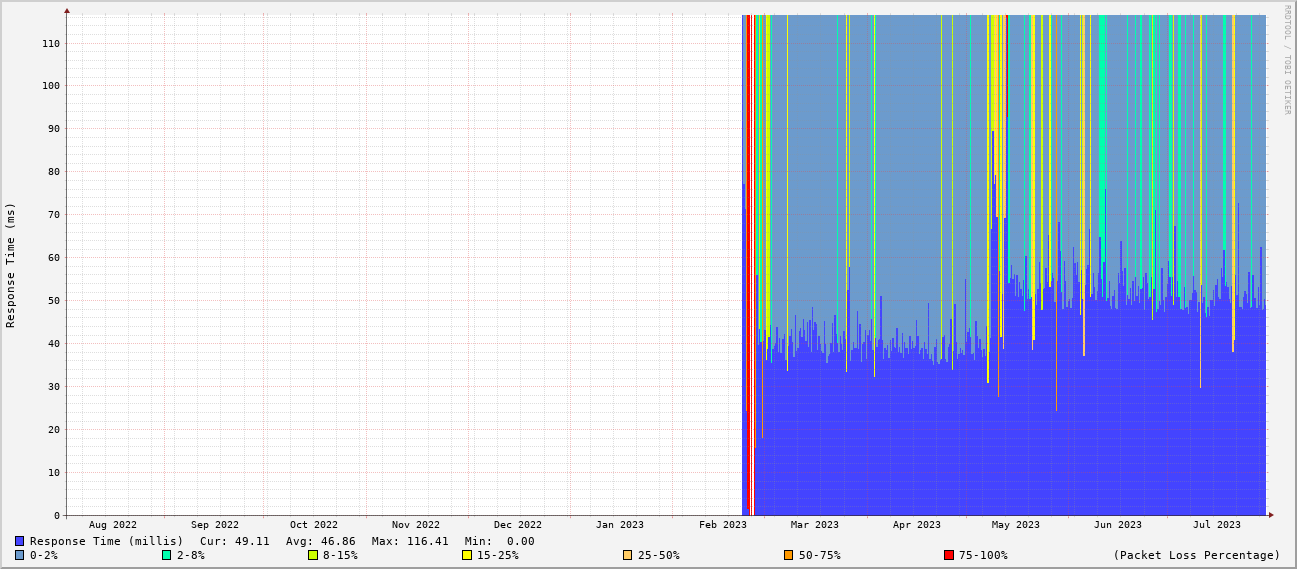 RRDTOOL / TOBI OETIKER
Response Time (ms)
110
100
90
80
70
60
50
40
30
20
10
0
Aug 2022 Sep 2022 Oct 2022 Nov 2022 Dec 2022 Jan 2023 Feb 2023 Mar 2023 Apr 2023 May 2023 Jun 2023 Jul 2023
Response Time (millis) Cur: 49.11 Avg: 46.86 Max: 116.41 Min: 0.00
0-2% 2-8% 8-15% 15-25% 25-50% 50-75% 75-100% (Packet Loss Percentage)